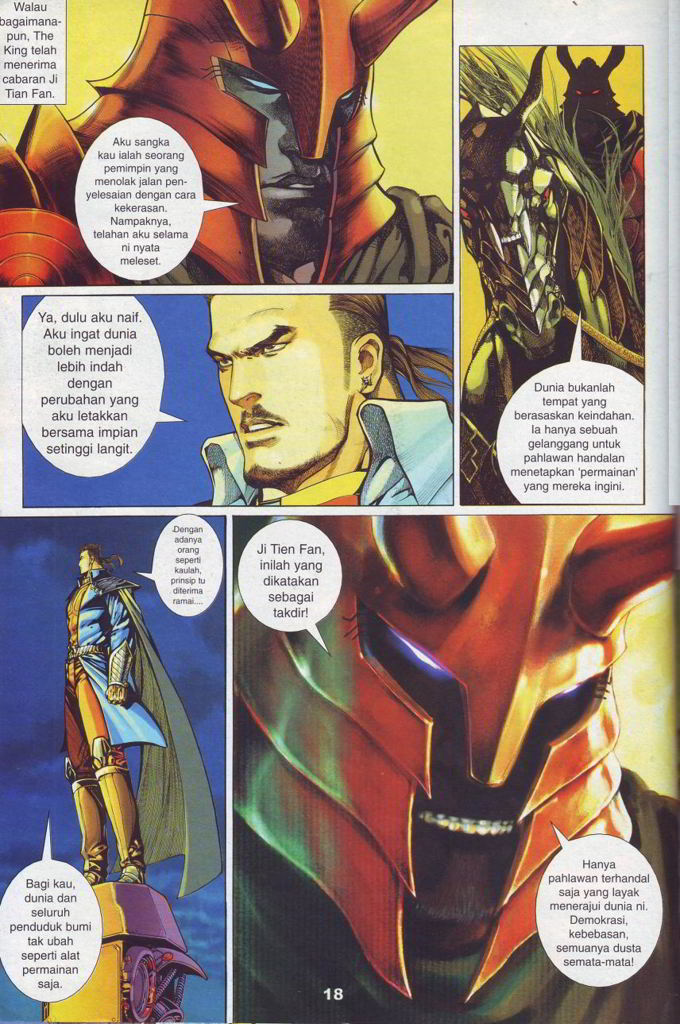 Walau
bagaimana-
pun, The
King telah
menerima
cabaran Ji
Tian Fan.
Aku sangka
kau ialah seorang
pemimpin yang
menolak jalan pen-
yelesaian dengan cara
kekerasan.
Nampaknya,
telahan aku selama
ni nyata
meleset.
Dunia bukanlah
tempat yang
berasaskan keindahan.
Ia hanya sebuah
gelanggang untuk
pahlawan handalan
menetapkan 'permainan'
yang mereka ingini.
Ya, dulu aku naif.
Aku ingat dunia
boleh menjadi
lebih indah
dengan
perubahan yang
aku letakkan
bersama impian
setinggi langit.
Dengan
adanya
orang
seperti
kaulah,
prinsip tu
diterima
ramai....
Bagi kau,
dunia dan
seluruh
penduduk bumi
tak ubah
seperti alat
permainan
saja.
Ji Tien Fan,
inilah yang
dikatakan
sebagai
takdir!
Hanya
pahlawan terhandal
saja yang layak
menerajui dunia ni.
Demokrasi,
kebebasan,
semuanya dusta
semata-mata!
18